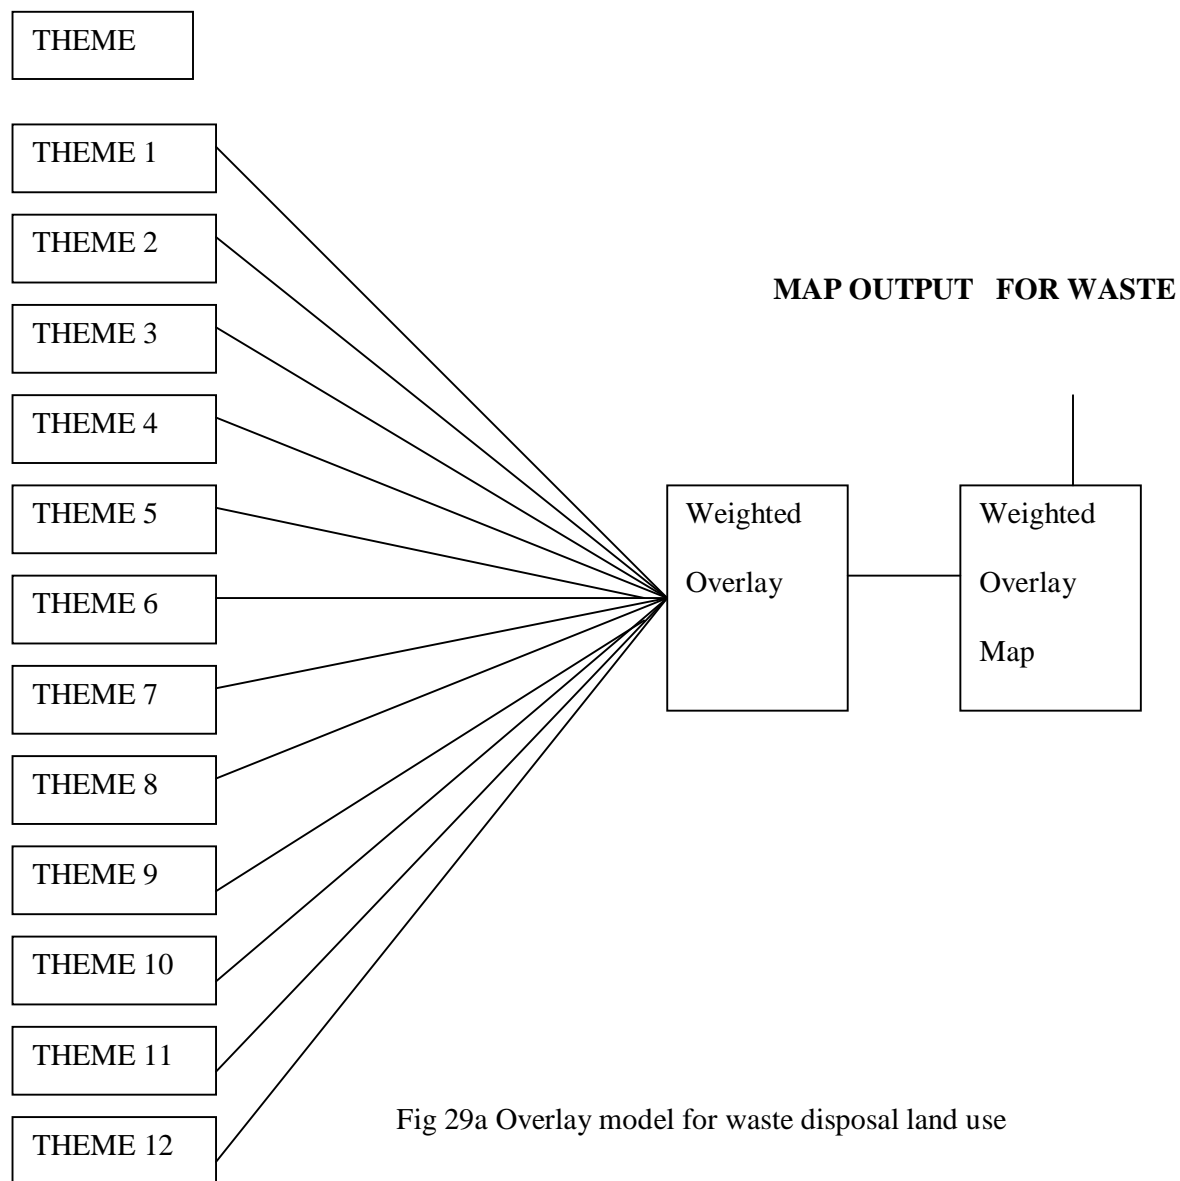 THEME
THEME 1
THEME 2
THEME 3
THEME 4
THEME 5
THEME 6
THEME 7
THEME 8
THEME 9
THEME 10
THEME 11
THEME 12
MAP OUTPUT FOR WASTE
Weighted
Overlay
Weighted
Overlay
Map
Fig 29a Overlay model for waste disposal land use